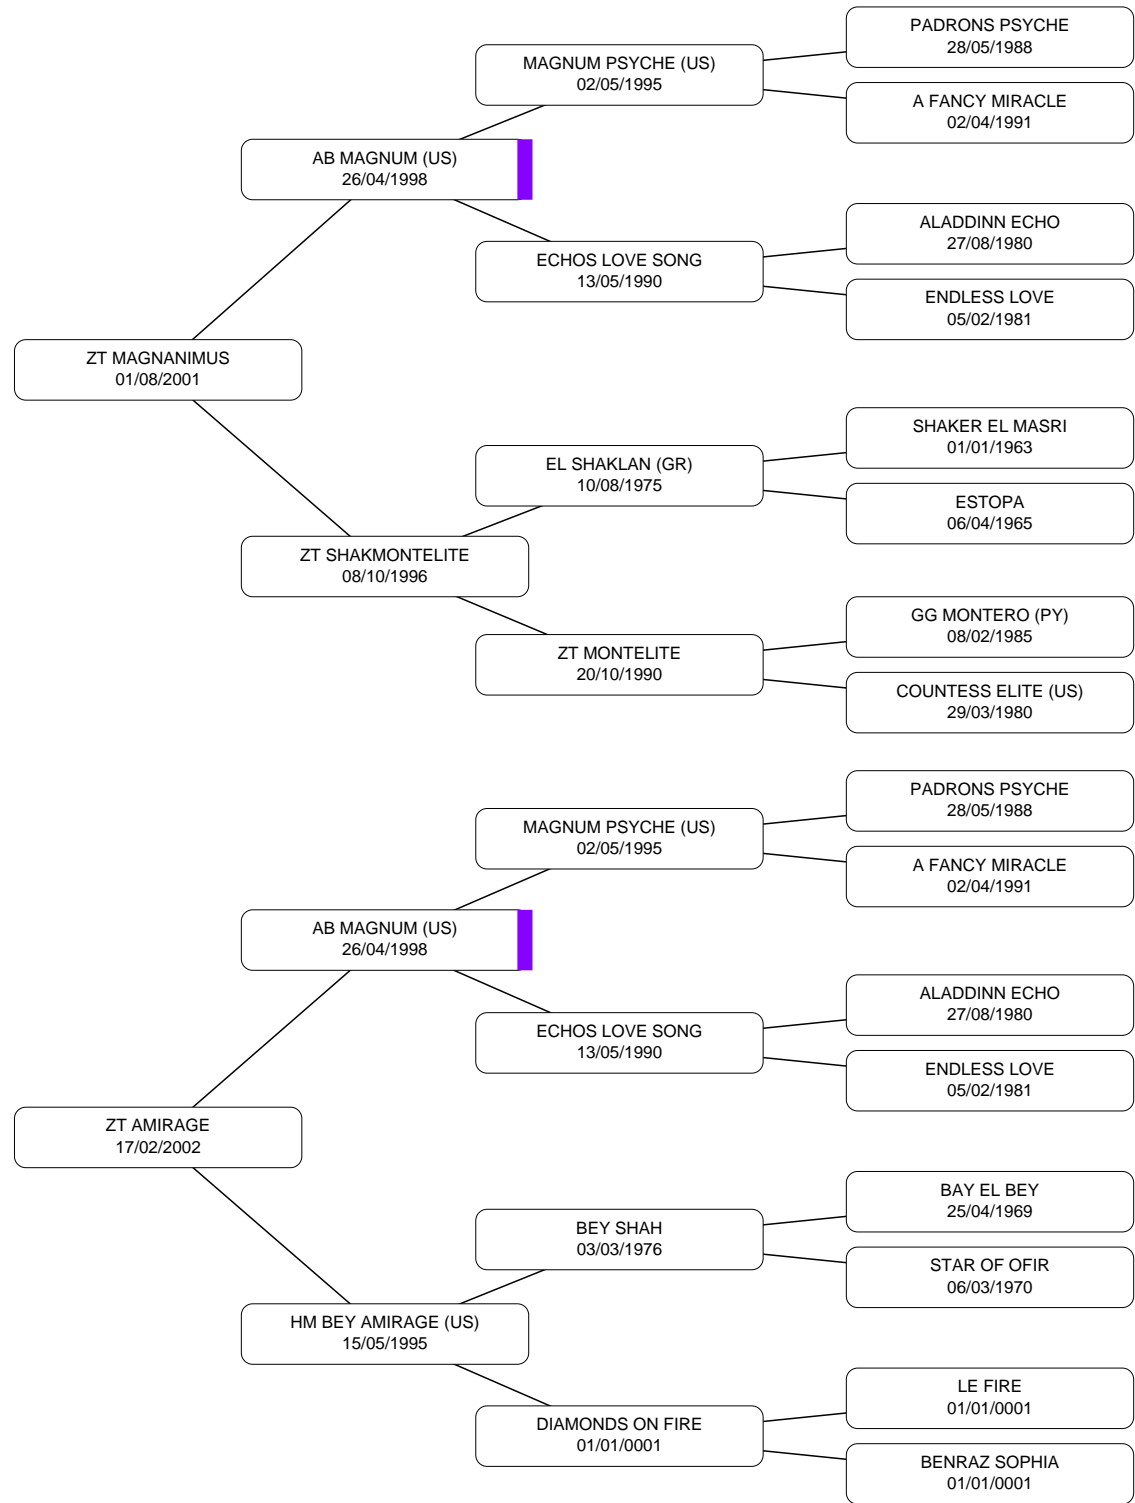 PADRONS PSYCHE
28/05/1988
MAGNUM PSYCHE (US)
02/05/1995
A FANCY MIRACLE
02/04/1991
AB MAGNUM (US)
26/04/1998
ALADDINN ECHO
27/08/1980
ECHOS LOVE SONG
13/05/1990
ENDLESS LOVE
05/02/1981
ZT MAGNANIMUS
01/08/2001
SHAKER EL MASRI
01/01/1963
EL SHAKLAN (GR)
10/08/1975
ESTOPA
06/04/1965
ZT SHAKMONTELITE
08/10/1996
GG MONTERO (PY)
08/02/1985
ZT MONTELITE
20/10/1990
COUNTESS ELITE (US)
29/03/1980
PADRONS PSYCHE
28/05/1988
MAGNUM PSYCHE (US)
02/05/1995
A FANCY MIRACLE
02/04/1991
AB MAGNUM (US)
26/04/1998
ALADDINN ECHO
27/08/1980
ECHOS LOVE SONG
13/05/1990
ENDLESS LOVE
05/02/1981
ZT AMIRAGE
17/02/2002
BAY EL BEY
25/04/1969
BEY SHAH
03/03/1976
STAR OF OFIR
06/03/1970
HM BEY AMIRAGE (US)
15/05/1995
LE FIRE
01/01/0001
DIAMONDS ON FIRE
01/01/0001
BENRAZ SOPHIA
01/01/0001